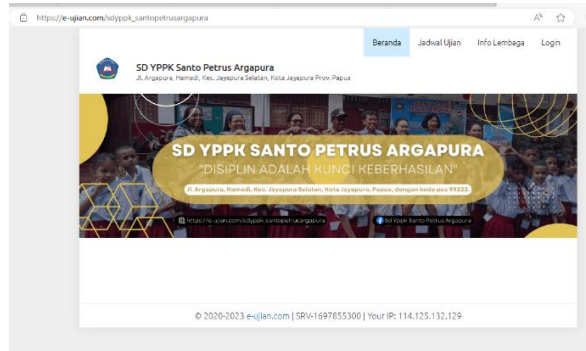 https://e-ujian.com/sdyppk_santopetrusargapura
Beranda Jadwal Ujian Info Lembaga Login
SD YPPK Santo Petrus Argapura
Jl. Argapura, Hamadi, Kec. Jayapura Selatan, Kota Jayapura Prov. Papua
SD YPPK SANTO PETRUS ARGAPURA
"DISIPLIN ADALAH KUNCI KEBERHASILAN"
Jl. Argapura, Hamadi, Kec. Jayapura Selatan, Kota Jayapura, Papua, dengan kode pos 99222.
https://e-ujian.com/sdyppk_santopetrusargapura
Sd Yppk Santo Petrus Argapura
© 2020-2023 e-ujian.com | SRV-1697855300 | Your IP: 114.125.132.129